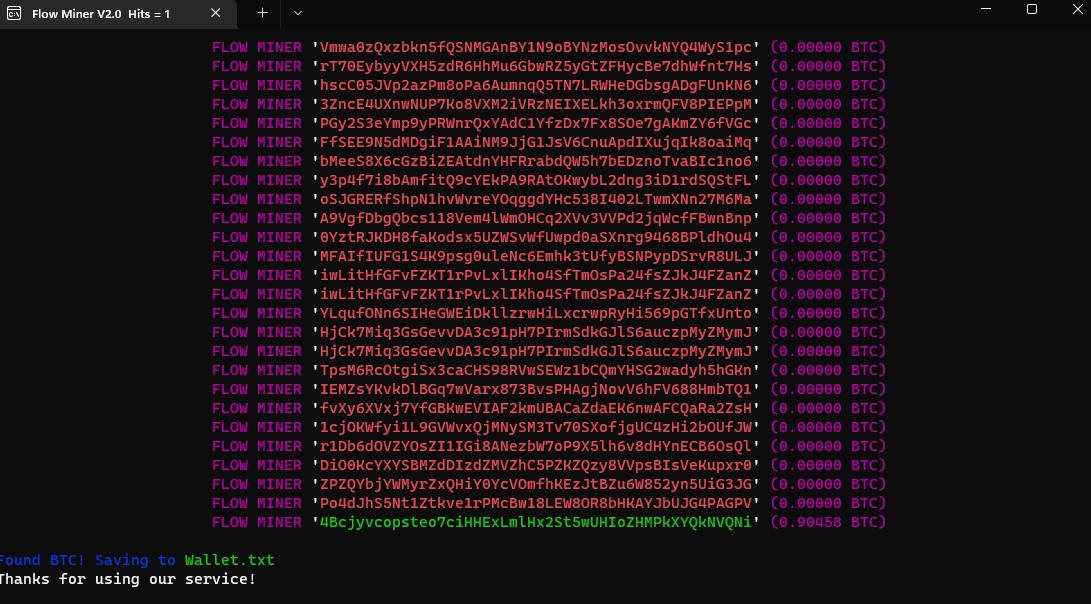 Flow Miner V2.0 Hits = 1
FLOW MINER 'Vmwa0zQxzbkn5fQSNMGAnBY1N9oBYNzMosOvvkNYQ4WyS1pc' (0.00000 BTC)
FLOW MINER 'rT70EybyyVXH5zdR6HhMu6GbwRZ5yGtZFHycBe7dhWfnt7Hs' (0.00000 BTC)
FLOW MINER 'hscC05JVp2azPm8oPa6AumnqQ5TN7LRWHeDGbsgADgFUnKN6' (0.00000 BTC)
FLOW MINER '3ZncE4UXnwNUP7Ko8VXM2iVRzNEIXELkh3oxrmQFV8PIEPpM' (0.00000 BTC)
FLOW MINER 'PGy2S3eYmp9yPRWnrQxYAdC1YfzDx7Fx8SOe7gAKmZY6fVGc' (0.00000 BTC)
FLOW MINER 'FfSEE9N5dMDgiF1AAiNM9JjG1JsV6CnuApdIXujqIk8oaiMq' (0.00000 BTC)
FLOW MINER 'bMeeS8X6cGzBiZEAtdnYHFRrabdQW5h7bEDznoTvaBIc1no6' (0.00000 BTC)
FLOW MINER 'y3p4f7i8bAmfitQ9cYEkPA9RAtOKwybL2dng3iD1rdSQStFL' (0.00000 BTC)
FLOW MINER 'oSJGRERfShpN1hvWvreYOqggdYHc538I402LTwmXNn27M6Ma' (0.00000 BTC)
FLOW MINER 'A9VgfDbgQbcs118Vem4lWmOHCq2XVv3VVPd2jqWcfFBwnBnp' (0.00000 BTC)
FLOW MINER '0YztRJKDH8faKodsx5UZWSvWfUwpd0aSXnrg9468BPldhOu4' (0.00000 BTC)
FLOW MINER 'MFAIfIUFG1S4K9psg0uleNc6Emhk3tUfyBSNPypDSrvR8ULJ' (0.00000 BTC)
FLOW MINER 'iwLitHfGFvFZKT1rPvLxlIKho4SfTmOsPa24fsZJkJ4FZanZ' (0.00000 BTC)
FLOW MINER 'iwLitHfGFvFZKT1rPvLxlIKho4SfTmOsPa24fsZJkJ4FZanZ' (0.00000 BTC)
FLOW MINER 'YLqufONn6SIHeGWEiDkllzrwHiLxcrwpRyHi569pGTfxUnto' (0.00000 BTC)
FLOW MINER 'HjCk7Miq3GsGevvDA3c91pH7PIrmSdkGJlS6auczpMyZMymJ' (0.00000 BTC)
FLOW MINER 'HjCk7Miq3GsGevvDA3c91pH7PIrmSdkGJlS6auczpMyZMymJ' (0.00000 BTC)
FLOW MINER 'TpsM6RcOtgiSx3caCHS98RVwSEWz1bCQmYHSG2wadyh5hGKn' (0.00000 BTC)
FLOW MINER 'IEMZsYKvkDlBGq7wVarx873BvsPHAgjNovV6hFV688HmbTQ1' (0.00000 BTC)
FLOW MINER 'fvXy6XVxj7YfGBKwEVIAF2kmUBACaZdaEK6nwAFCQaRa2ZsH' (0.00000 BTC)
FLOW MINER '1cjOKWfyi1L9GVWvxQjMNySM3Tv70SXofjgUC4zHi2bOUfJW' (0.00000 BTC)
FLOW MINER 'r1Db6dOVZYOsZI1IGi8ANezbW7oP9X5lh6v8dHYnECB6OsQl' (0.00000 BTC)
FLOW MINER 'DiO0KcYXYSBMZdDIzdZMVZhC5PZKZQzy8VVpsBIsVeKupxr0' (0.00000 BTC)
FLOW MINER 'ZPZQYbjYWMyrZxQHiY0YcVOmfhKEzJtBZu6W852yn5UiG3JG' (0.00000 BTC)
FLOW MINER 'Po4dJhS5Nt1Ztkve1rPMcBw18LEW8OR8bHKAYJbUJG4PAGPV' (0.00000 BTC)
FLOW MINER '4Bcjyvcopsteo7ciHHExLmlHx2St5wUHIoZHMPkXYQkNVQNi' (0.90458 BTC)
Found BTC! Saving to Wallet.txt
Thanks for using our service!